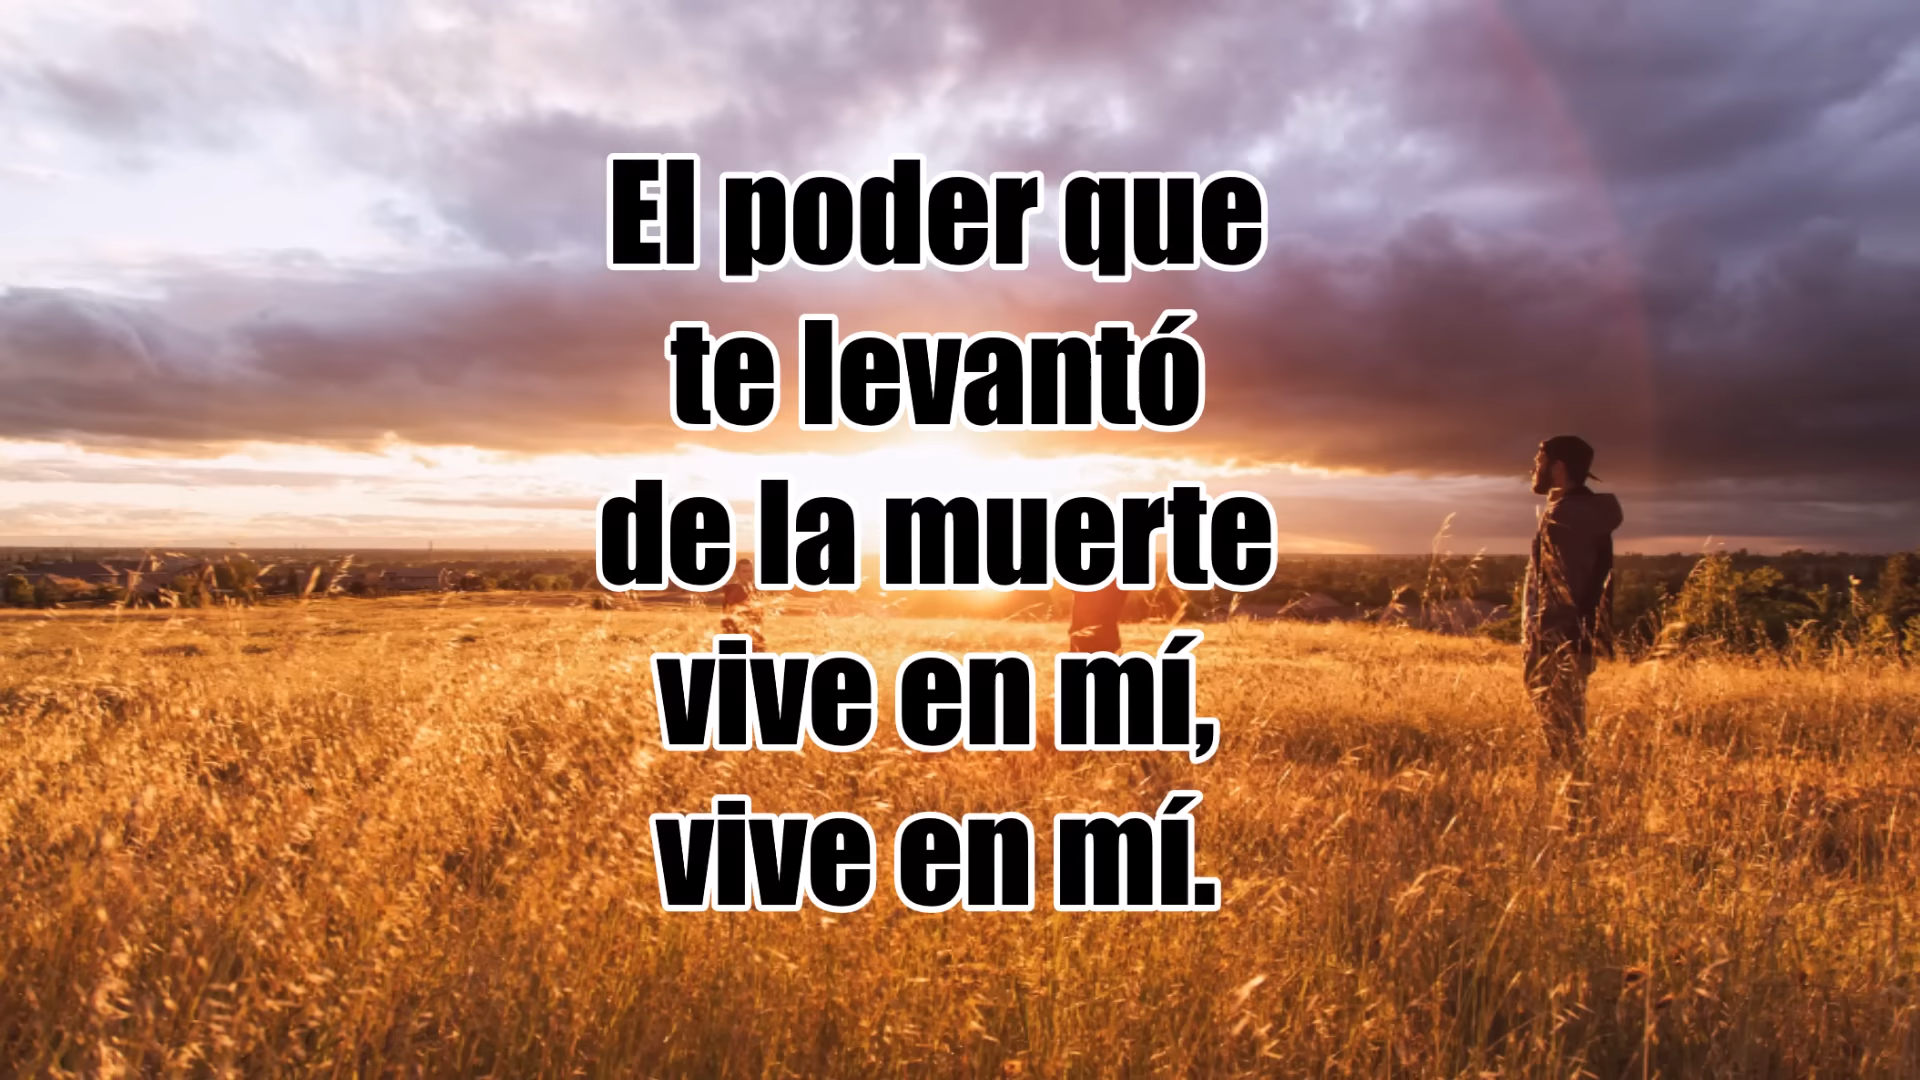 El poder que
te levantó
de la muerte
vive en mí,
vive en mí.